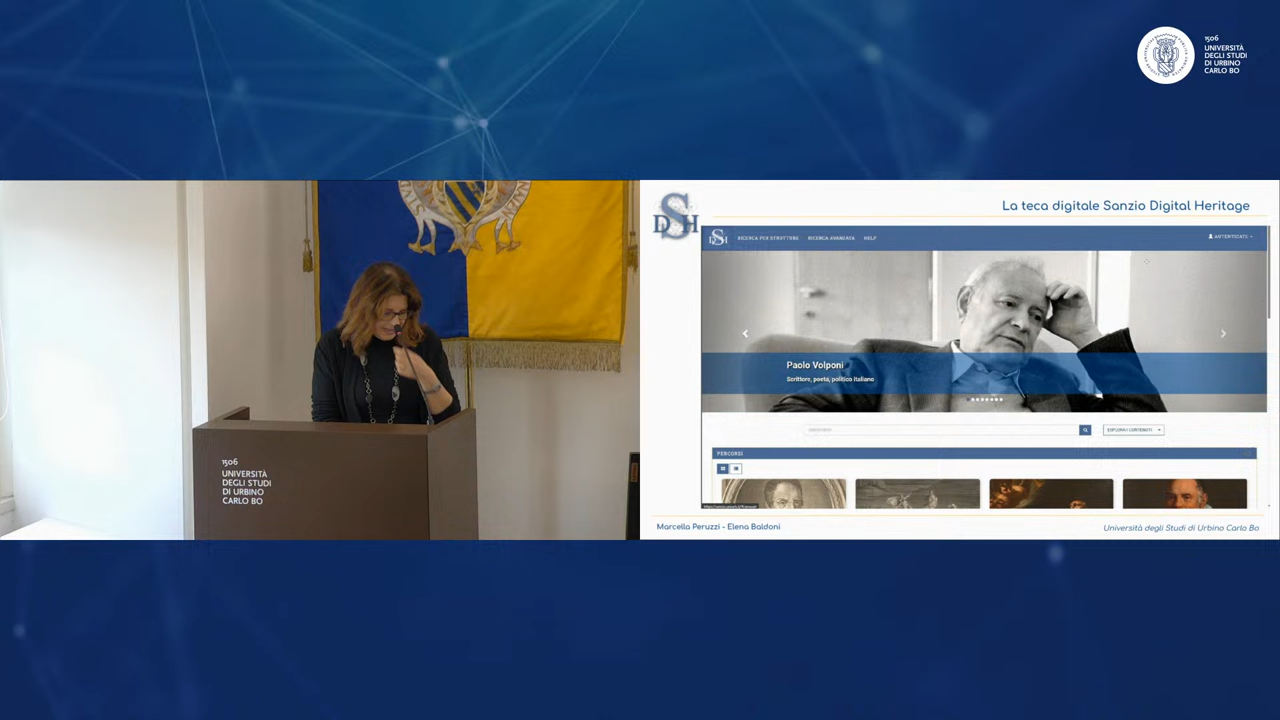 1506
UNIVERSITÀ
DEGLI STUDI
DI URBINO
CARLO BO
1506
UNIVERSITÀ
DEGLI STUDI
DI URBINO
CARLO BO
DSH
La teca digitale Sanzio Digital Heritage
DSH
RICERCA PER STRUTTURE
RICERCA AVANZATA
HELP
AUTENTICATI
Paolo Volponi
Scrittore, poeta, politico italiano
ESPLORA I CONTENUTI
PERCORSI
Marcella Peruzzi - Elena Baldoni
Università degli Studi di Urbino Carlo Bo